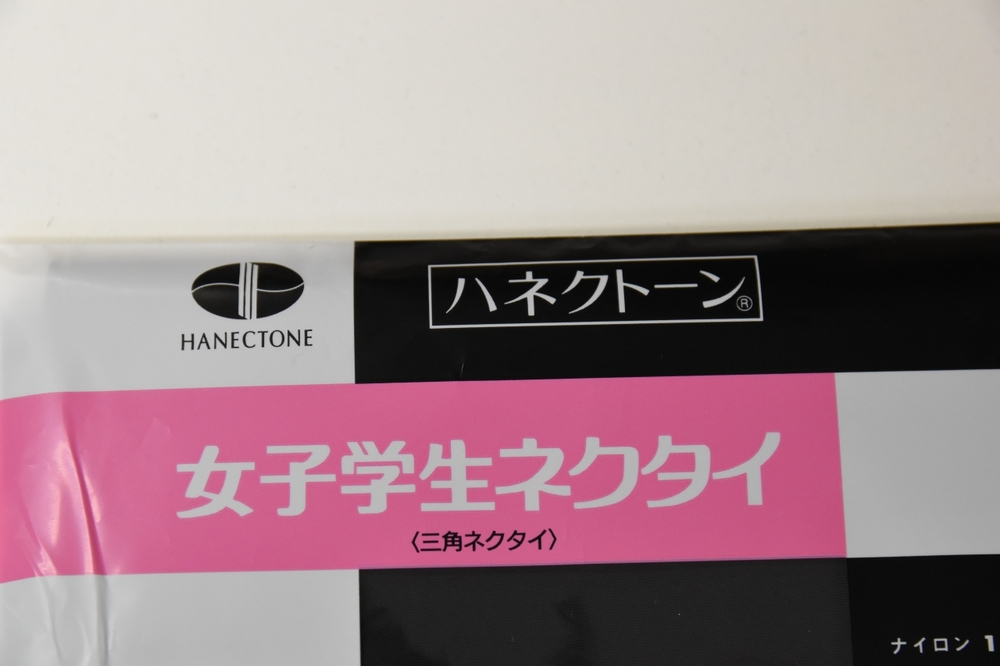 HANECTONE
ハネクトーン®
女子学生ネクタイ
〈三角ネクタイ〉
ナイロン 1